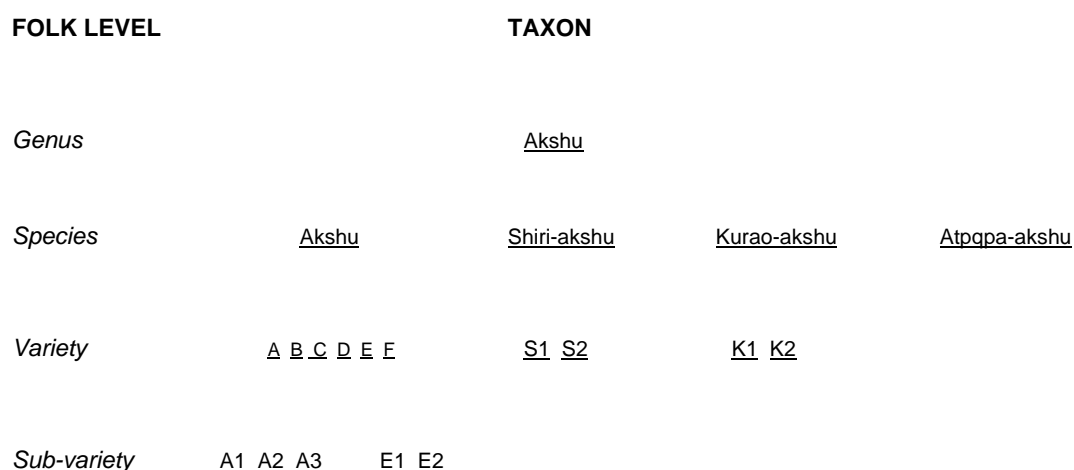 FOLK LEVEL TAXON
Genus Akshu
Species Akshu Shiri-akshu Kurao-akshu Atpqpa-akshu
Variety A B C D E F S1 S2 K1 K2
Sub-variety A1 A2 A3 E1 E2